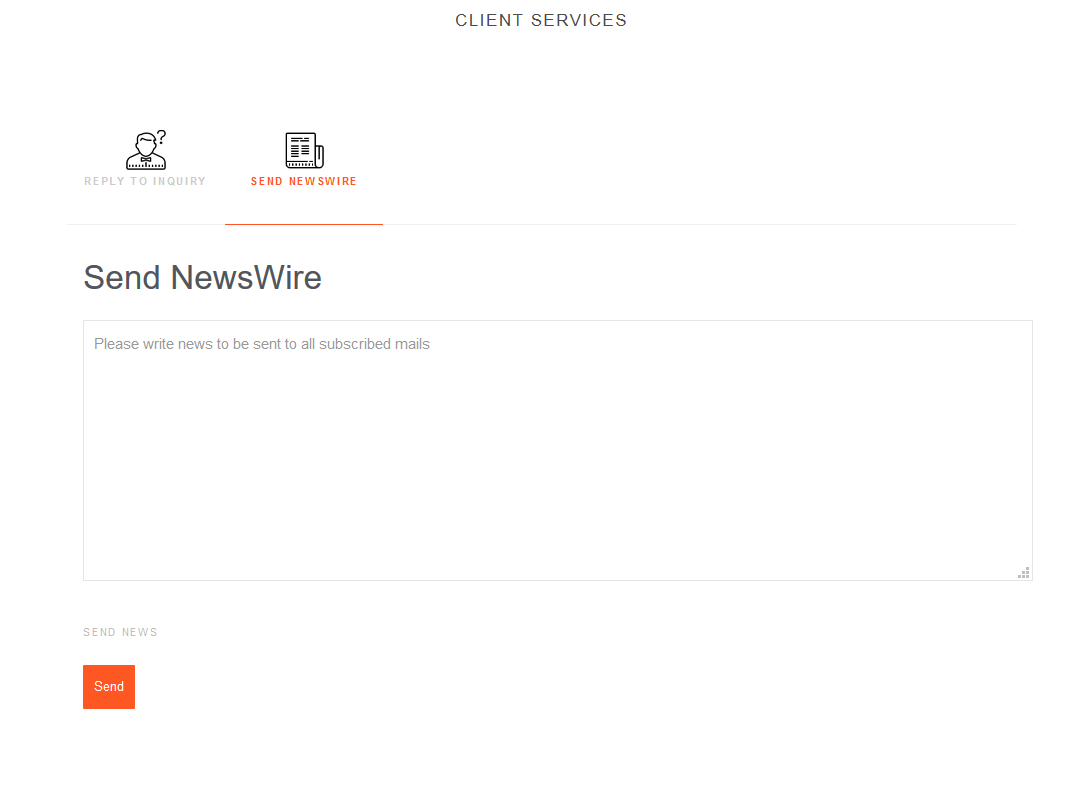 CLIENT SERVICES
REPLY TO INQUIRY
SEND NEWSWIRE
Send NewsWire
Please write news to be sent to all subscribed mails
SEND NEWS
Send